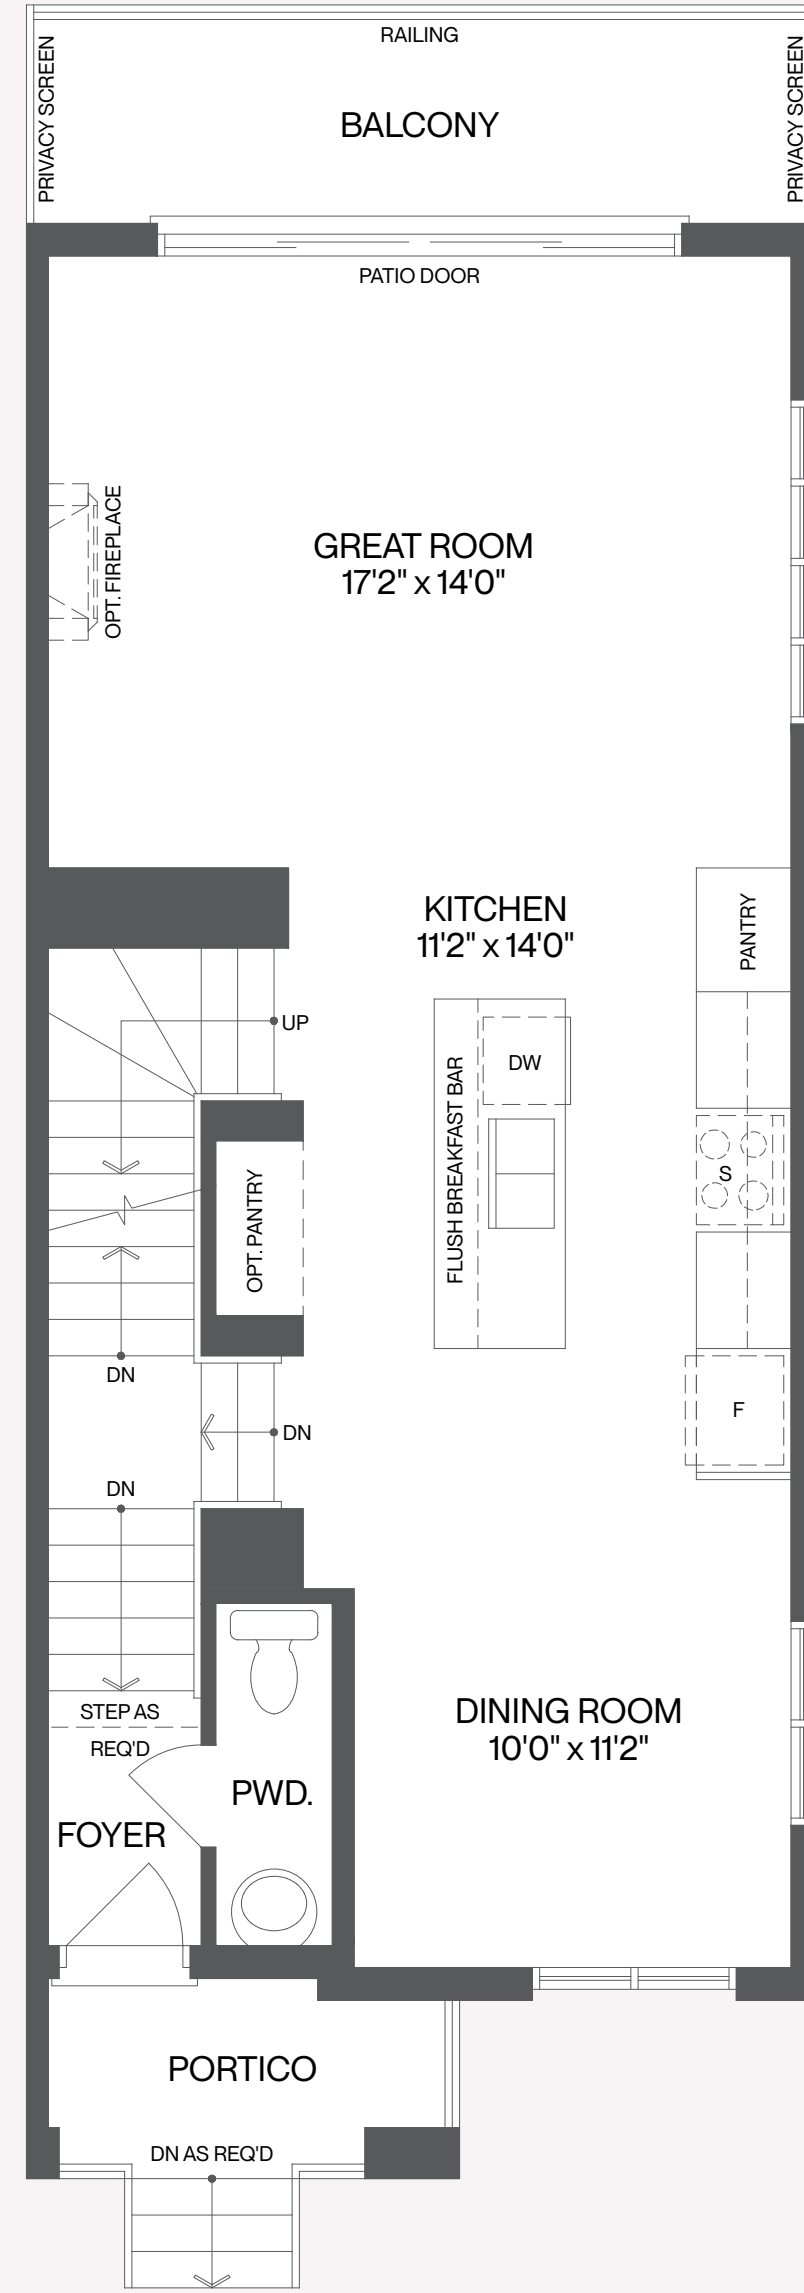 RAILING
PRIVACY SCREEN
PRIVACY SCREEN
BALCONY
PATIO DOOR
OPT. FIREPLACE
GREAT ROOM
17'2" x 14'0"
KITCHEN
11'2" x 14'0"
PANTRY
UP
FLUSH BREAKFAST BAR
DW
OPT. PANTRY
S
DN
F
DN
DN
STEP AS
REQ'D
DINING ROOM
10'0" x 11'2"
PWD.
FOYER
PORTICO
DN AS REQ'D